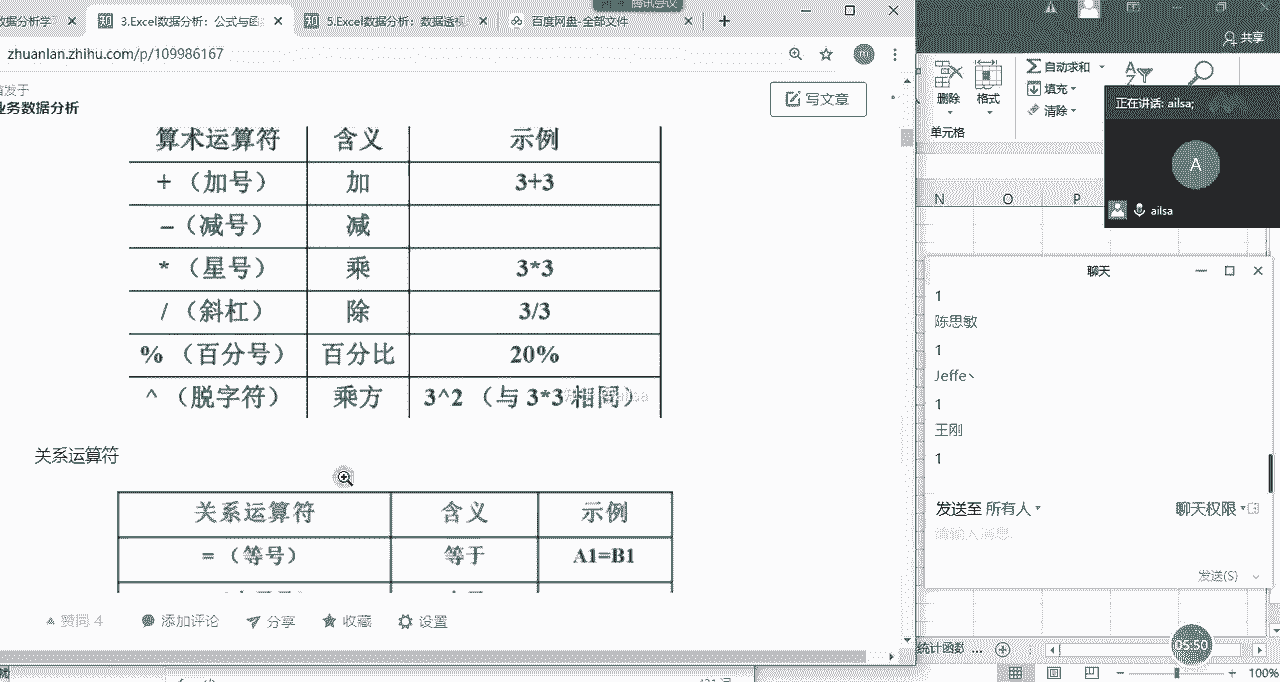 数据分析学
3.Excel数据分析：公式与函
5.Excel数据分析：数据透视
百度网盘-全部文件
腾讯会议
zhuanlan.zhihu.com/p/109986167
发于
业务数据分析
写文章
算术运算符 含义 示例
+ （加号） 加 3+3
– （减号） 减
* （星号） 乘 3*3
/ （斜杠） 除 3/3
% （百分号） 百分比 20%
^ （脱字符） 乘方 3^2 （与 3*3 相同）
关系运算符
关系运算符 含义 示例
= （等号） 等于 A1=B1
赞同 4 添加评论 分享 收藏 设置
共享
删除 格式
自动求和
填充
清除
单元格
正在讲话: ailsa;
A
ailsa
N O P
聊天
1
陈思敏
1
Jeffe、
1
王刚
1
发送至 所有人
聊天权限
请输入消息
发送(S)
统计函数 ...
05:50
100%